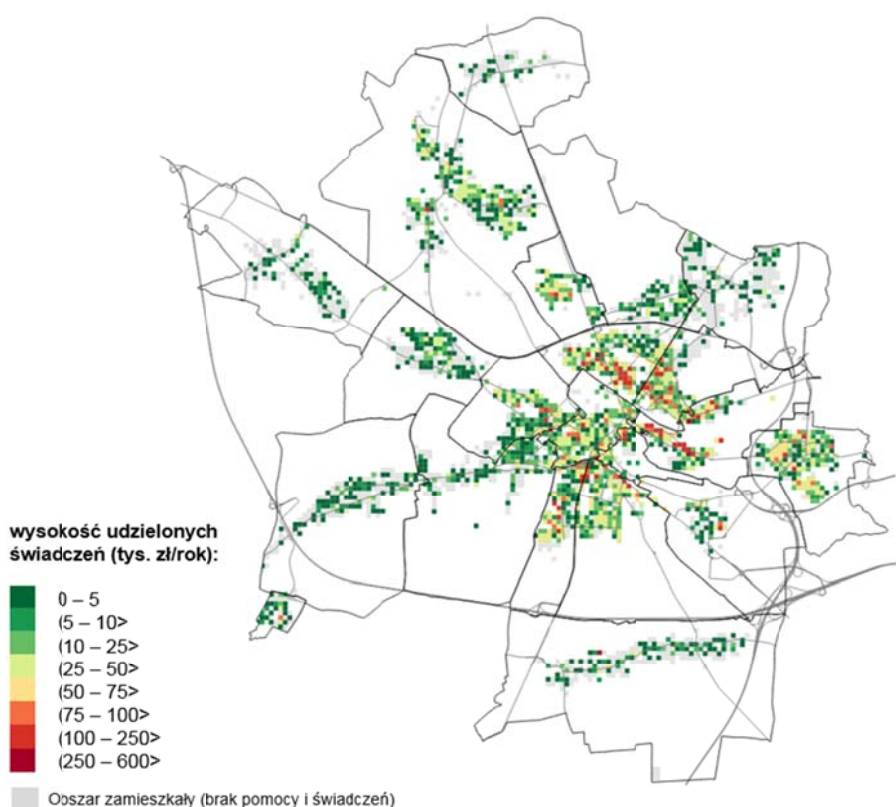 wysokość udzielonych
świadczeń (tys. zł/rok):
0 – 5
(5 – 10>
(10 – 25>
(25 – 50>
(50 – 75>
(75 – 100>
(100 – 250>
(250 – 600>
Obszar zamieszkały (brak pomocy i świadczeń)